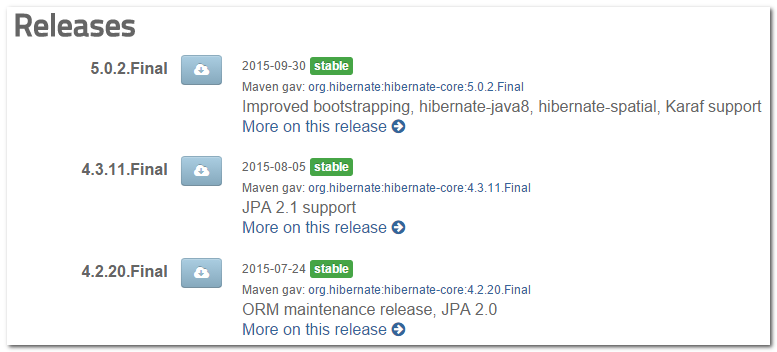 Releases
5.0.2.Final 2015-09-30 stable
Maven gav: org.hibernate:hibernate-core:5.0.2.Final
Improved bootstrapping, hibernate-java8, hibernate-spatial, Karaf support
More on this release
4.3.11.Final 2015-08-05 stable
Maven gav: org.hibernate:hibernate-core:4.3.11.Final
JPA 2.1 support
More on this release
4.2.20.Final 2015-07-24 stable
Maven gav: org.hibernate:hibernate-core:4.2.20.Final
ORM maintenance release, JPA 2.0
More on this release